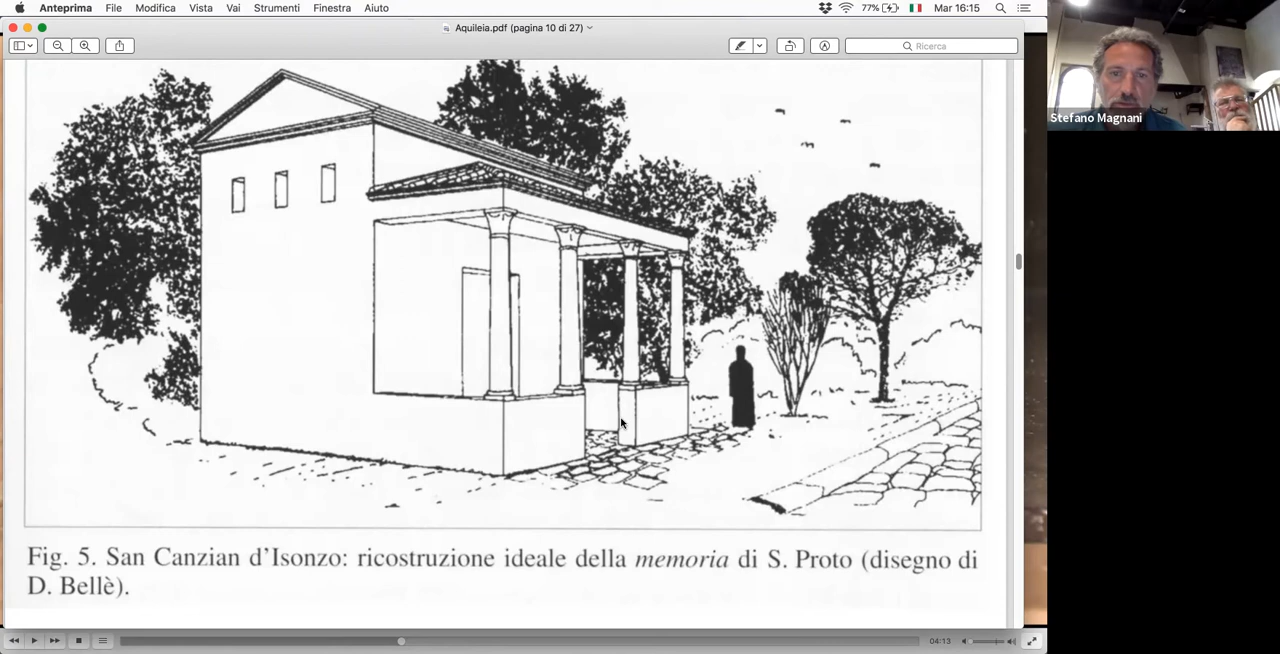 Anteprima File Modifica Vista Vai Strumenti Finestra Aiuto 77% Mar 16:15
Aquileia.pdf (pagina 10 di 27)
Ricerca
Stefano Magnani
Fig. 5. San Canzian d'Isonzo: ricostruzione ideale della memoria di S. Proto (disegno di
D. Bellè).
04:13